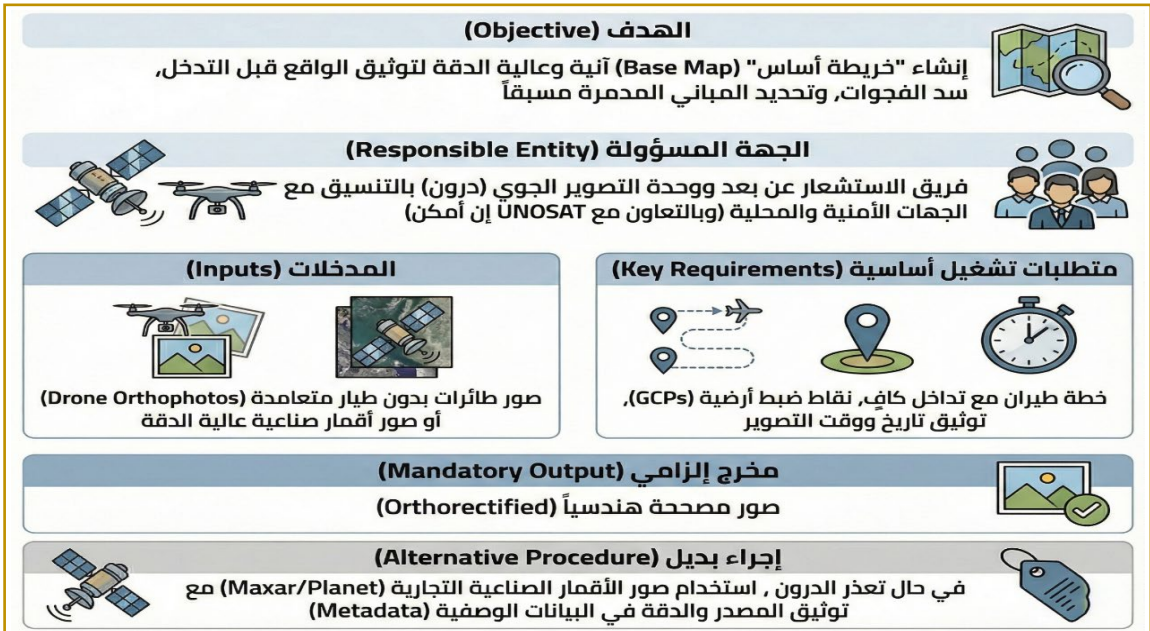 الهدف (Objective)
إنشاء "خريطة أساس" (Base Map) آنية وعالية الدقة لتوثيق الواقع قبل التدخل,
سد الفجوات, وتحديد المباني المدمرة مسبقاً
الجهة المسؤولة (Responsible Entity)
فريق الاستشعار عن بعد ووحدة التصوير الجوي (درون) بالتنسيق مع
الجهات الأمنية والمحلية (وبالتعاون مع UNOSAT إن أمكن)
متطلبات تشغيل أساسية (Key Requirements)
خطة طيران مع تداخل كافٍ, نقاط ضبط أرضية (GCPs),
توثيق تاريخ ووقت التصوير
المدخلات (Inputs)
صور طائرات بدون طيار متعامدة (Drone Orthophotos)
أو صور أقمار صناعية عالية الدقة
مخرج إلزامي (Mandatory Output)
صور مصححة هندسياً (Orthorectified)
إجراء بديل (Alternative Procedure)
في حال تعذر الدرون , استخدام صور الأقمار الصناعية التجارية (Maxar/Planet) مع
توثيق المصدر والدقة في البيانات الوصفية (Metadata)